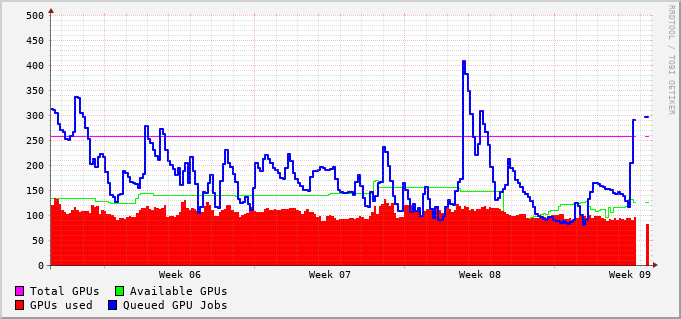 500
450
400
350
300
250
200
150
100
50
0
Week 06 Week 07 Week 08 Week 09
Total GPUs Available GPUs
GPUs used Queued GPU Jobs
RRDTOOL / TOBI OETIKER